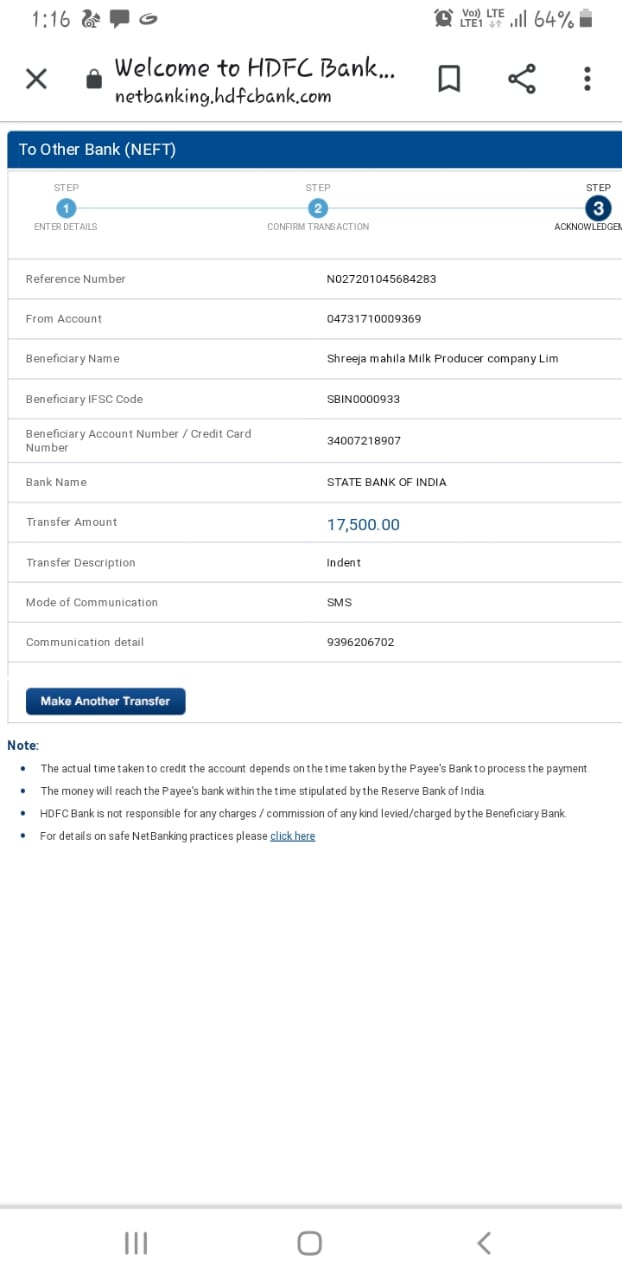 1:16
Vo)) LTE
LTE1
64%
Welcome to HDFC Bank...
netbanking.hdfcbank.com
To Other Bank (NEFT)
STEP STEP STEP
1 2 3
ENTER DETAILS CONFIRM TRANSACTION ACKNOWLEDGEM
Reference Number N027201045684283
From Account 04731710009369
Beneficiary Name Shreeja mahila Milk Producer company Lim
Beneficiary IFSC Code SBIN0000933
Beneficiary Account Number / Credit Card
Number 34007218907
Bank Name STATE BANK OF INDIA
Transfer Amount 17,500.00
Transfer Description Indent
Mode of Communication SMS
Communication detail 9396206702
Make Another Transfer
Note:
• The actual time taken to credit the account depends on the time taken by the Payee's Bank to process the payment.
• The money will reach the Payee's bank within the time stipulated by the Reserve Bank of India.
• HDFC Bank is not responsible for any charges / commission of any kind levied/charged by the Beneficiary Bank.
• For details on safe NetBanking practices please click here